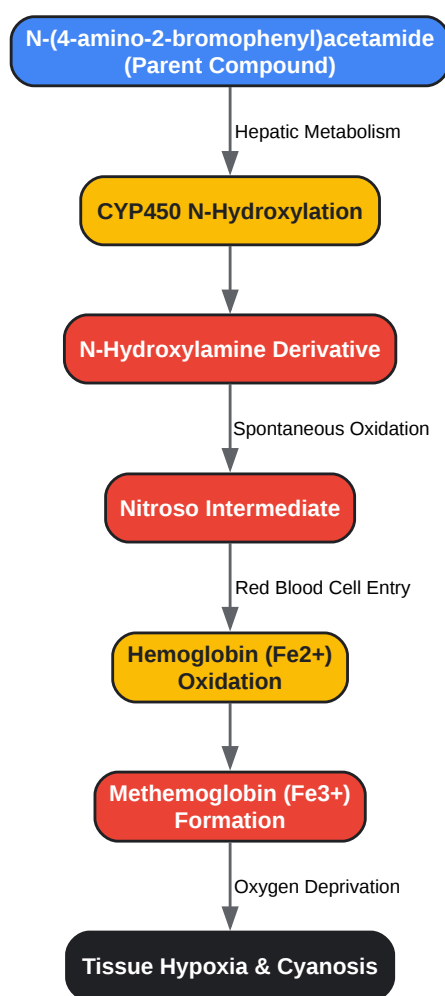 N-(4-amino-2-bromophenyl)acetamide
(Parent Compound)
Hepatic Metabolism
CYP450 N-Hydroxylation
N-Hydroxylamine Derivative
Spontaneous Oxidation
Nitroso Intermediate
Red Blood Cell Entry
Hemoglobin (Fe2+)
Oxidation
Methemoglobin (Fe3+)
Formation
Oxygen Deprivation
Tissue Hypoxia & Cyanosis